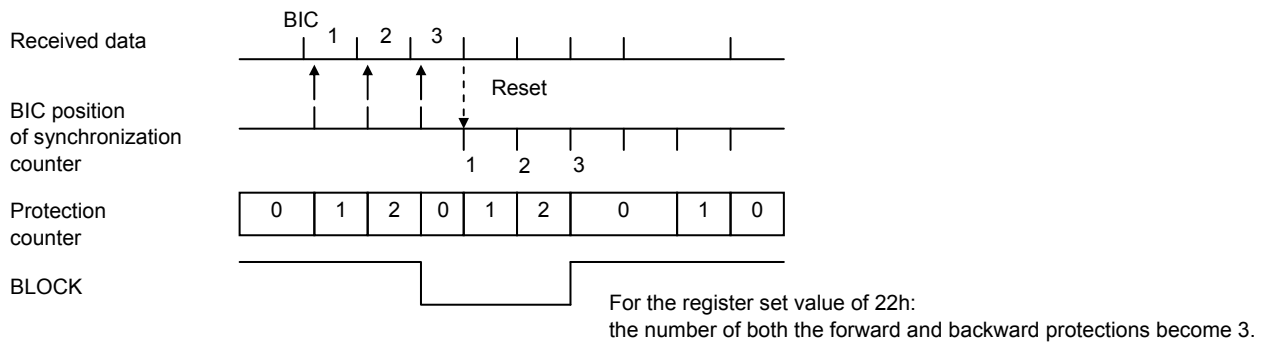 BIC
Received data
1 2 3
Reset
BIC position
of synchronization
counter
1 2 3
Protection
counter
0 1 2 0 1 2 0 1 0
BLOCK
For the register set value of 22h:
the number of both the forward and backward protections become 3.